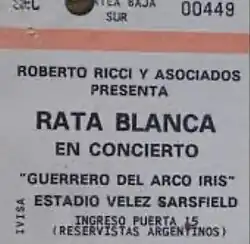 PLATEA BAJA 00449
SUR
ROBERTO RICCI Y ASOCIADOS
PRESENTA
RATA BLANCA
EN CONCIERTO
"GUERRERO DEL ARCO IRIS"
ESTADIO VELEZ SARSFIELD
INGRESO PUERTA 15
(RESERVISTAS ARGENTINOS)
IVISA